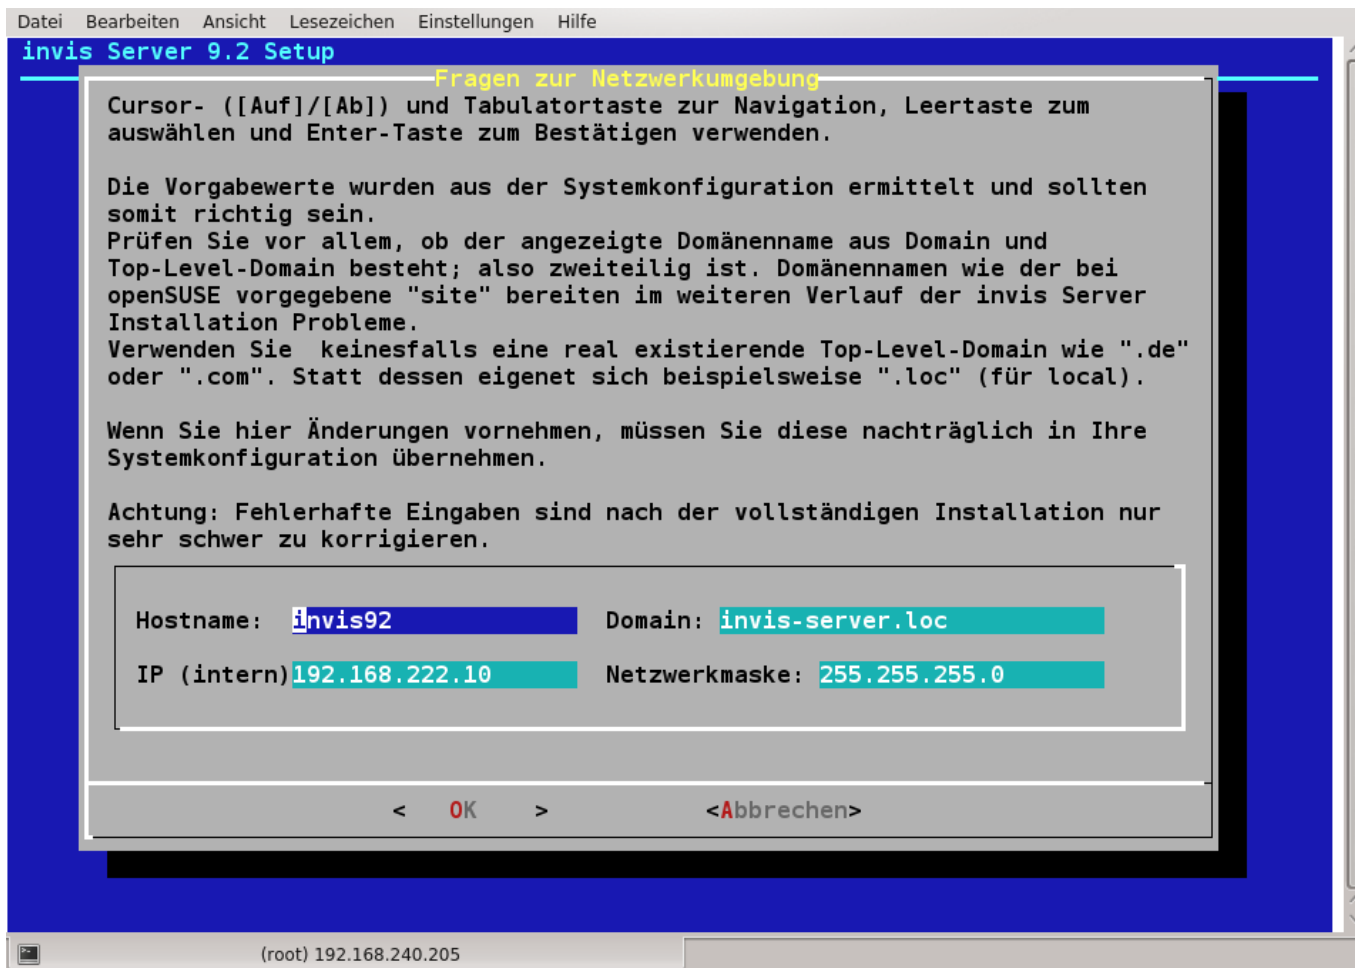 Datei Bearbeiten Ansicht Lesezeichen Einstellungen Hilfe
invis Server 9.2 Setup
Fragen zur Netzwerkumgebung
Cursor- ([Auf]/[Ab]) und Tabulatortaste zur Navigation, Leertaste zum
auswählen und Enter-Taste zum Bestätigen verwenden.
Die Vorgabewerte wurden aus der Systemkonfiguration ermittelt und sollten
somit richtig sein.
Prüfen Sie vor allem, ob der angezeigte Domänenname aus Domain und
Top-Level-Domain besteht; also zweiteilig ist. Domänennamen wie der bei
openSUSE vorgegebene "site" bereiten im weiteren Verlauf der invis Server
Installation Probleme.
Verwenden Sie  keinesfalls eine real existierende Top-Level-Domain wie ".de"
oder ".com". Statt dessen eigenet sich beispielsweise ".loc" (für local).
Wenn Sie hier Änderungen vornehmen, müssen Sie diese nachträglich in Ihre
Systemkonfiguration übernehmen.
Achtung: Fehlerhafte Eingaben sind nach der vollständigen Installation nur
sehr schwer zu korrigieren.
Hostname: invis92 Domain: invis-server.loc
IP (intern) 192.168.222.10 Netzwerkmaske: 255.255.255.0
< OK > <Abbrechen>
(root) 192.168.240.205